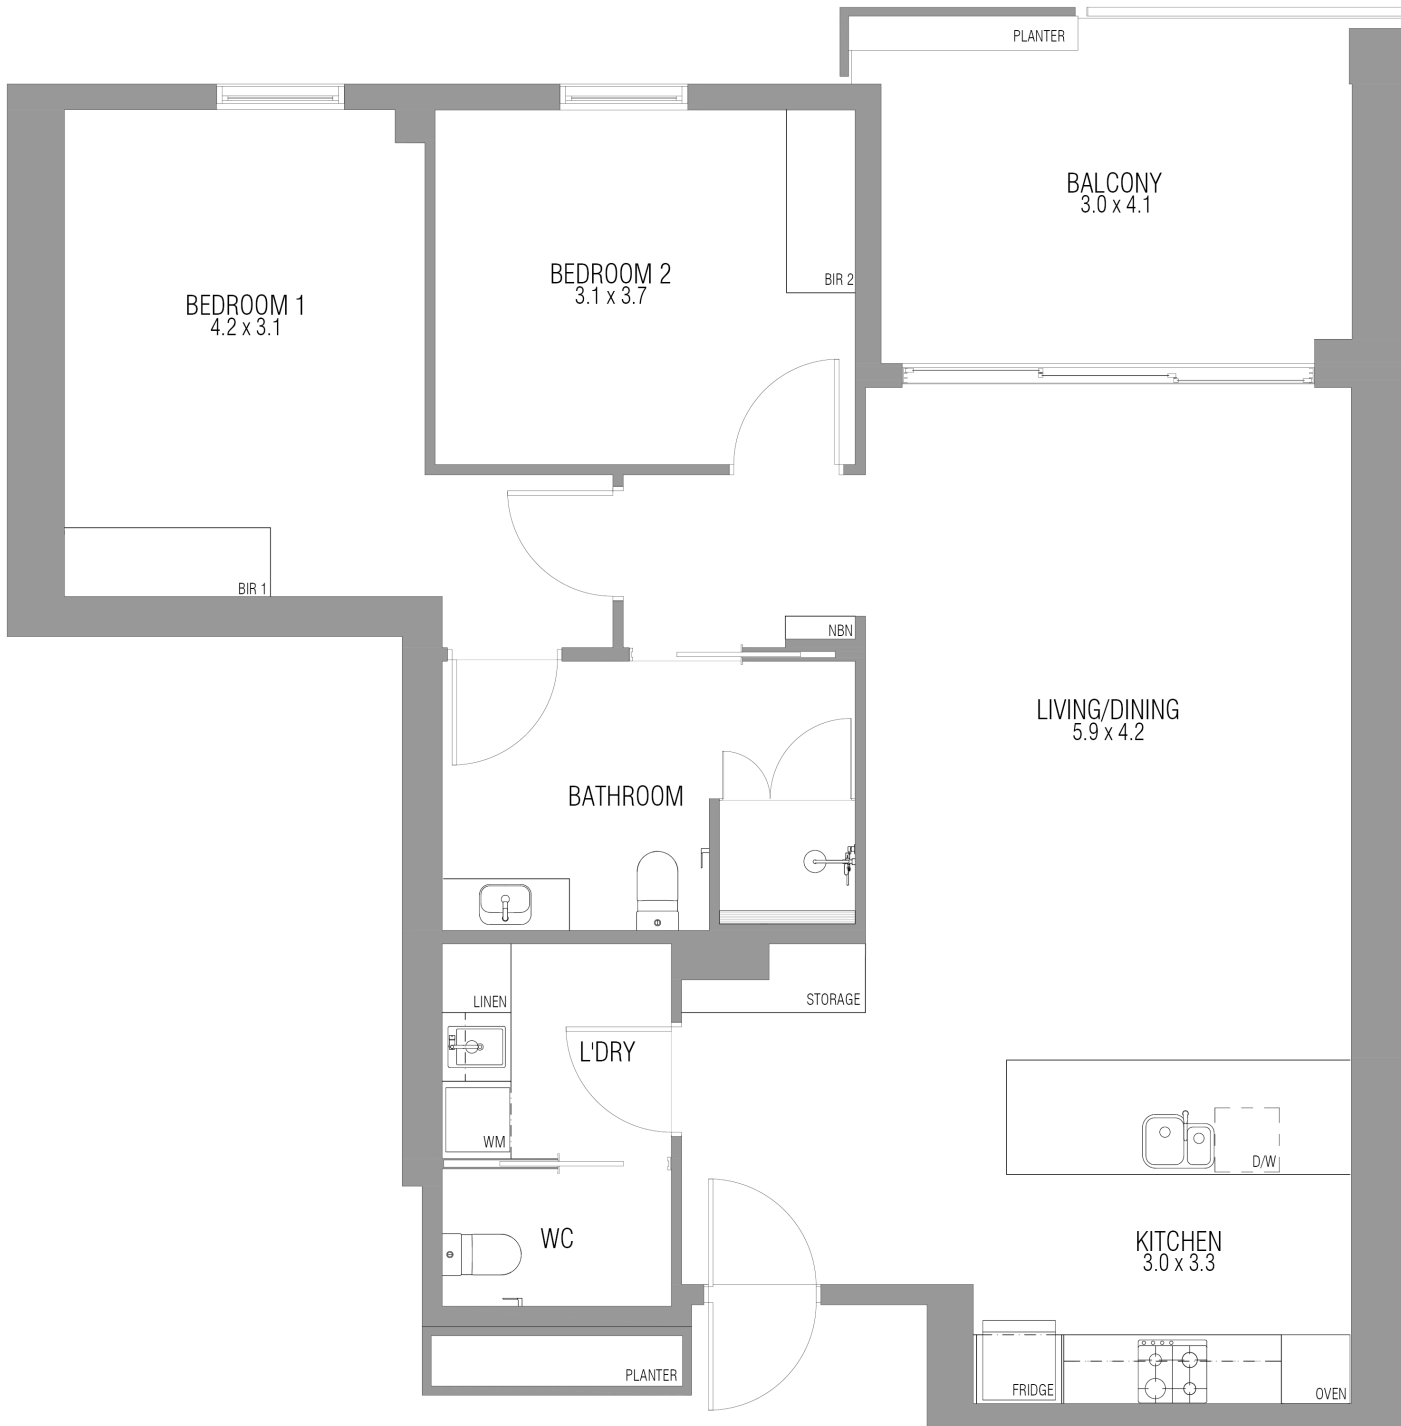 PLANTER
BALCONY
3.0 x 4.1
BEDROOM 2
3.1 x 3.7
BIR 2
BEDROOM 1
4.2 x 3.1
BIR 1
NBN
LIVING/DINING
5.9 x 4.2
BATHROOM
LINEN
STORAGE
L'DRY
WM
D/W
WC
KITCHEN
3.0 x 3.3
PLANTER
FRIDGE
OVEN